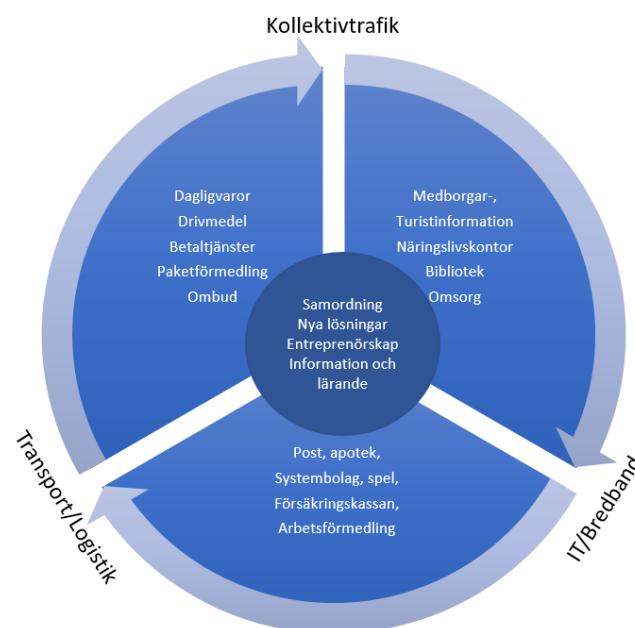 Kollektivtrafik
Dagligvaror
Drivmedel
Betaltjänster
Paketförmedling
Ombud
Medborgar-,
Turistinformation
Näringslivskontor
Bibliotek
Omsorg
Samordning
Nya lösningar
Entreprenörskap
Information och
lärande
Post, apotek,
Systembolag, spel,
Försäkringskassan,
Arbetsförmedling
Transport/Logistik
IT/Bredband